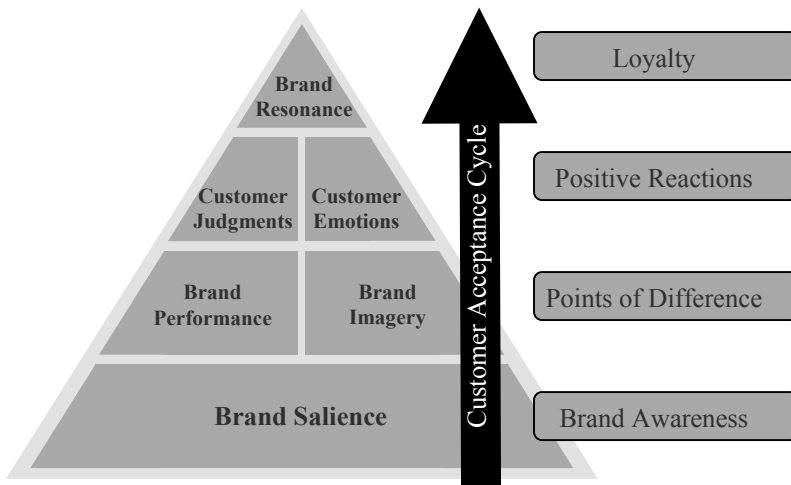 Brand
Resonance
Customer
Judgments
Customer
Emotions
Brand
Performance
Brand
Imagery
Brand Salience
Customer Acceptance Cycle
Loyalty
Positive Reactions
Points of Difference
Brand Awareness